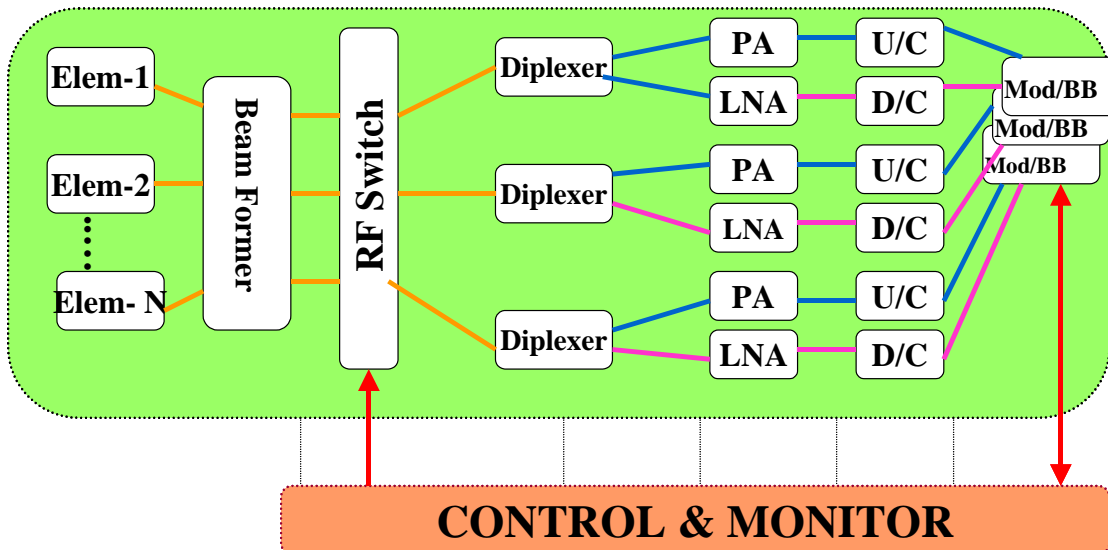 Elem-1
Elem-2
Elem- N
Beam Former
RF Switch
Diplexer
Diplexer
Diplexer
PA
U/C
LNA
D/C
PA
U/C
LNA
D/C
PA
U/C
LNA
D/C
Mod/BB
Mod/BB
Mod/BB
CONTROL & MONITOR